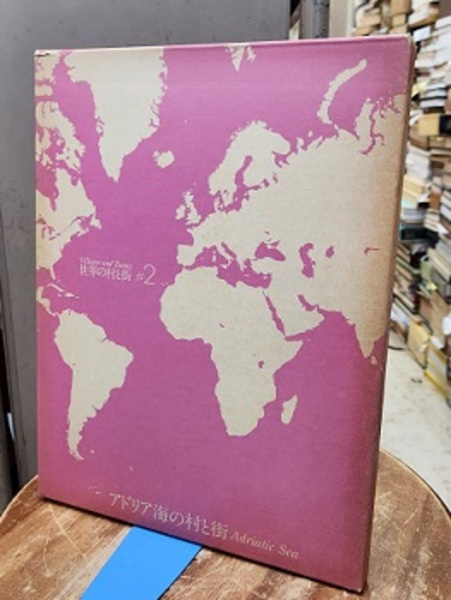 Villages and Towns
世界の村と街 #2
アドリア海の村と街 Adriatic Sea